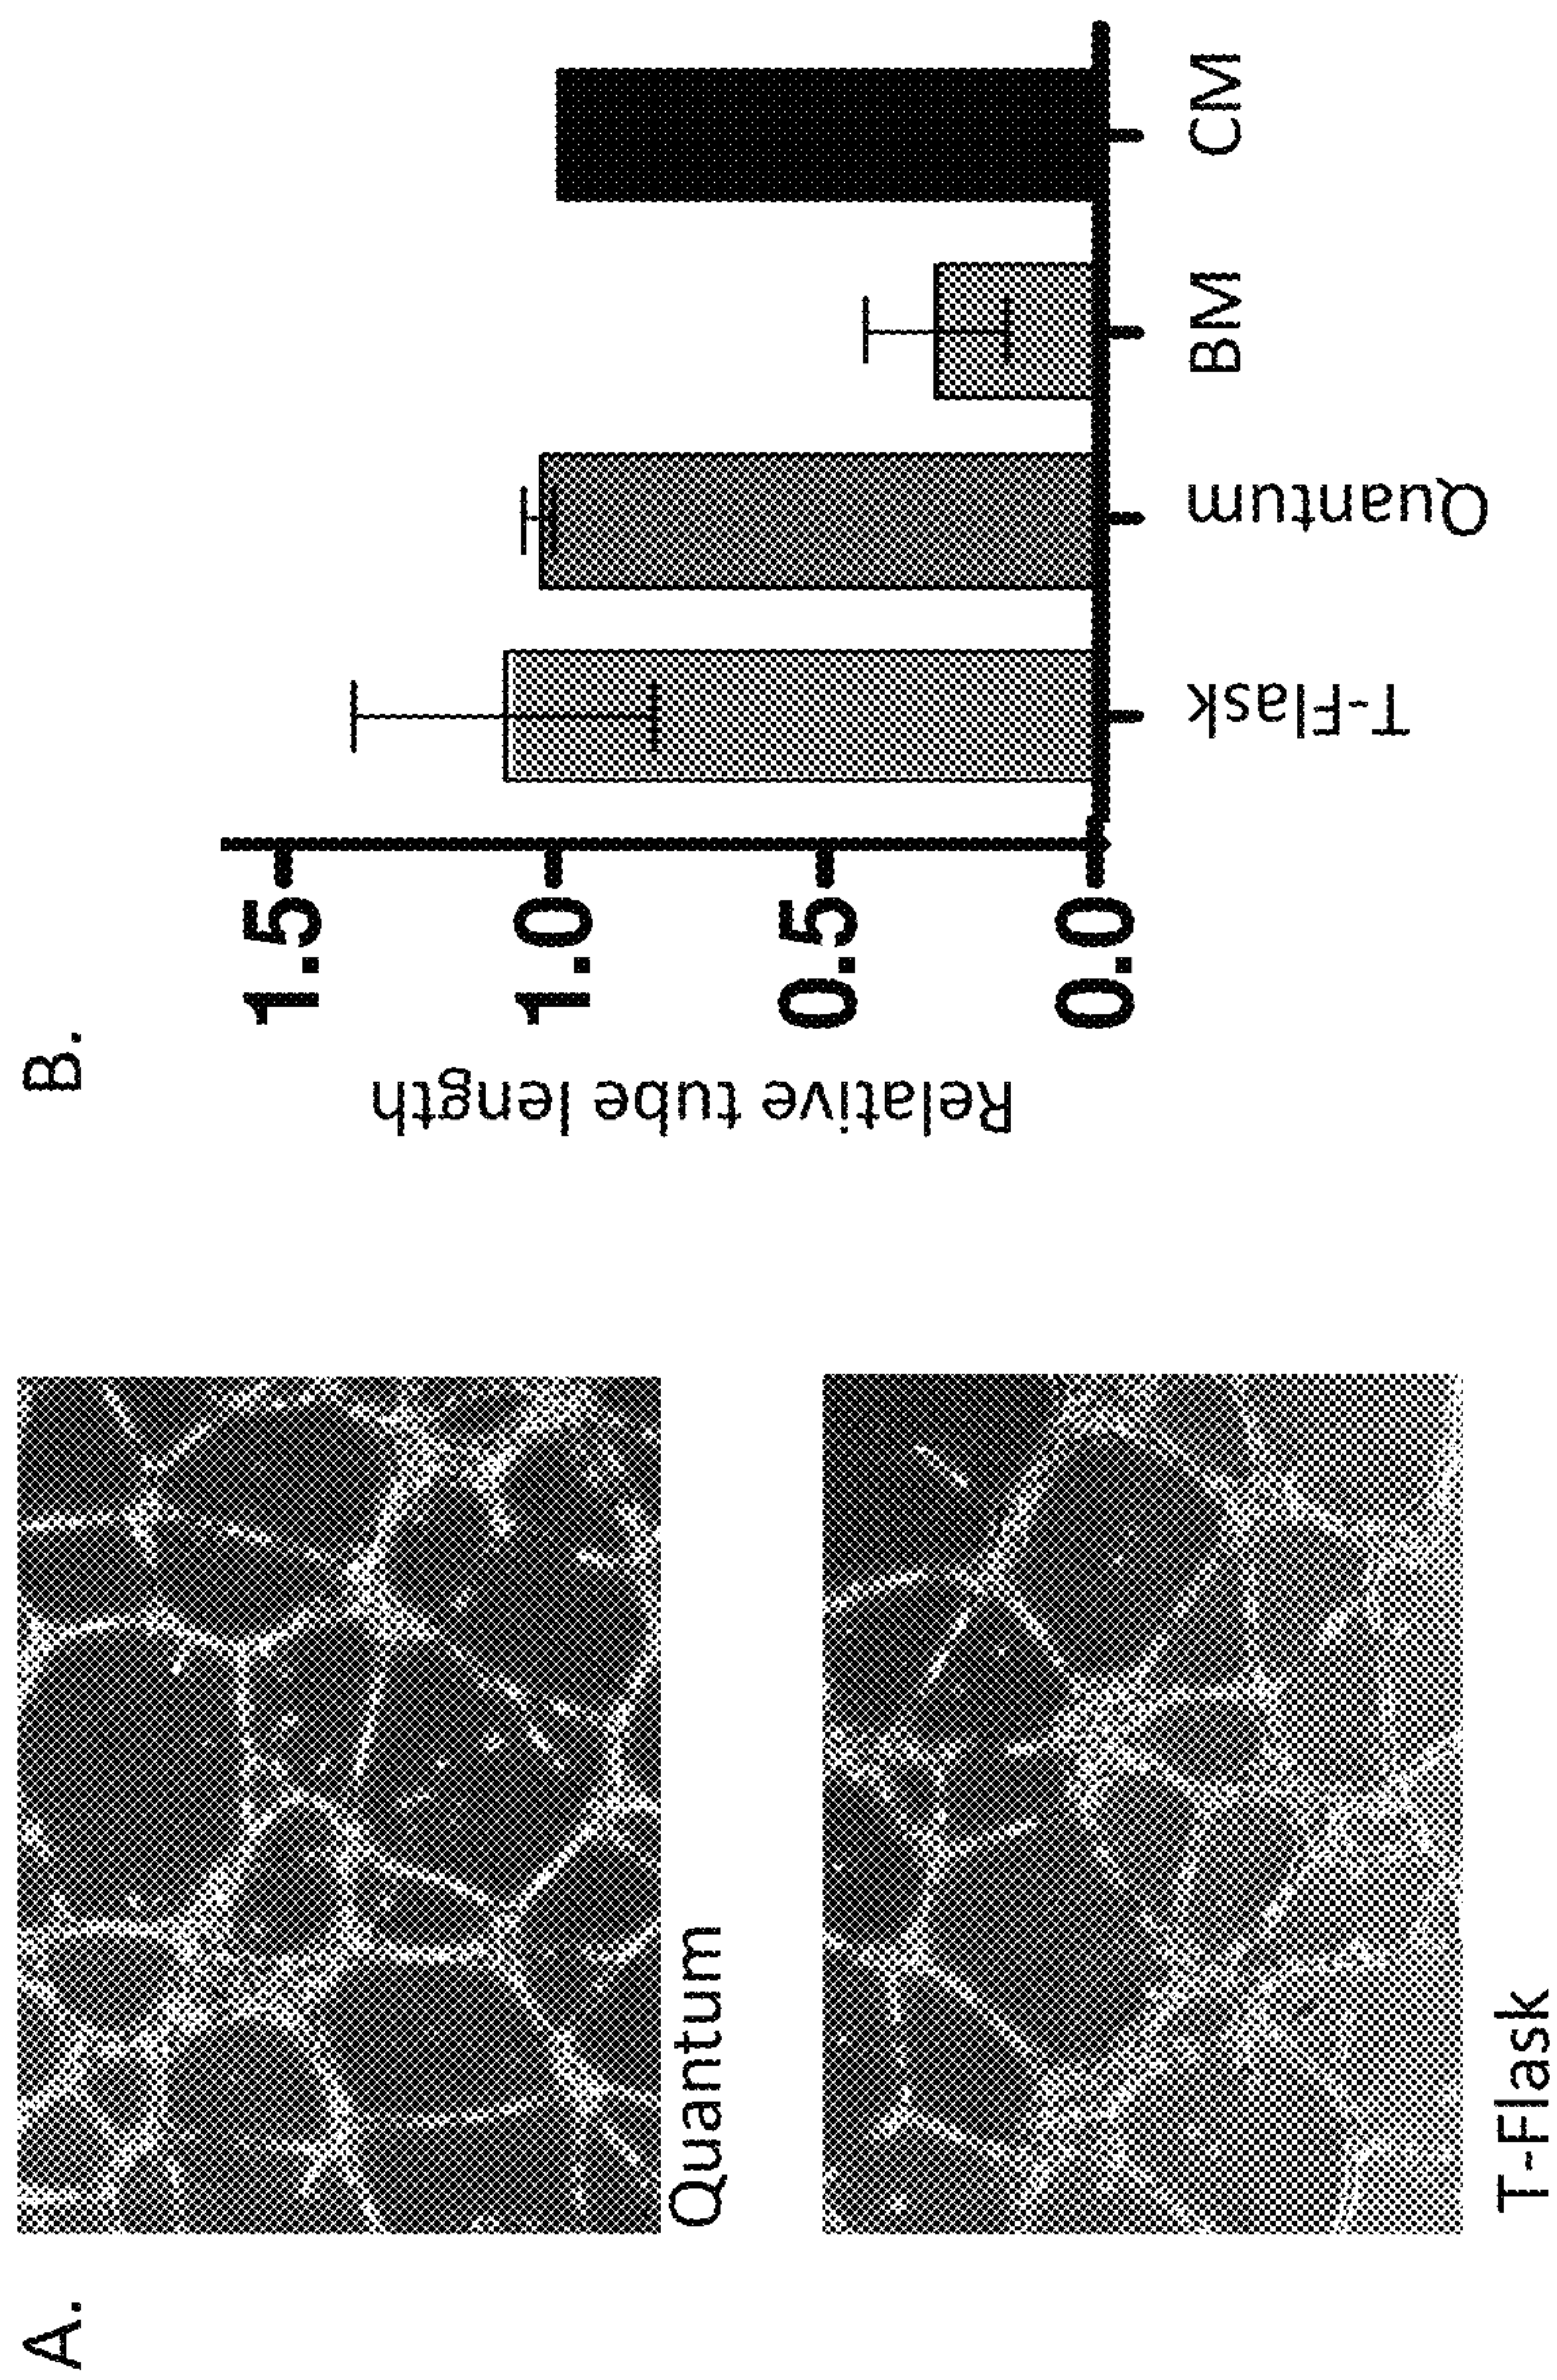 A.
Quantum
T-Flask
B.
Relative tube length
1.5
1.0
0.5
0.0
T-Flask
Quantum
BM
CM